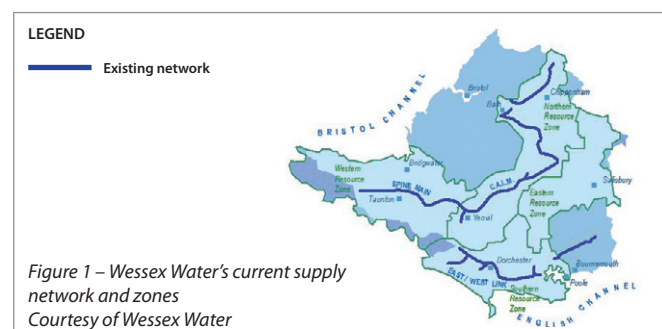 LEGEND
Existing network
BRISTOL CHANNEL
Bristol
Bath
Chippenham
Northern
Resource
Zone
Western
Resource
Zone
Bridgwater
SPINE MAIN
Taunton
C.A.L.M.
Yeovil
Eastern
Resource
Zone
Salisbury
Dorchester
EAST/WEST LINK
Southern
Resource
Zone
Bournemouth
Poole
ENGLISH CHANNEL
Figure 1 – Wessex Water's current supply
network and zones
Courtesy of Wessex Water